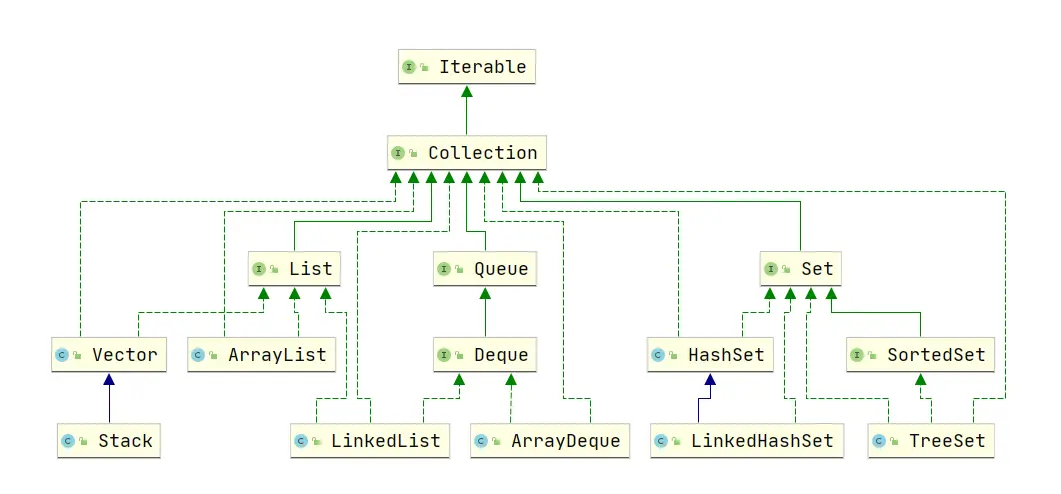 I Iterable
I Collection
I List
I Queue
I Set
C Vector
C ArrayList
I Deque
C HashSet
I SortedSet
C Stack
C LinkedList
C ArrayDeque
C LinkedHashSet
C TreeSet